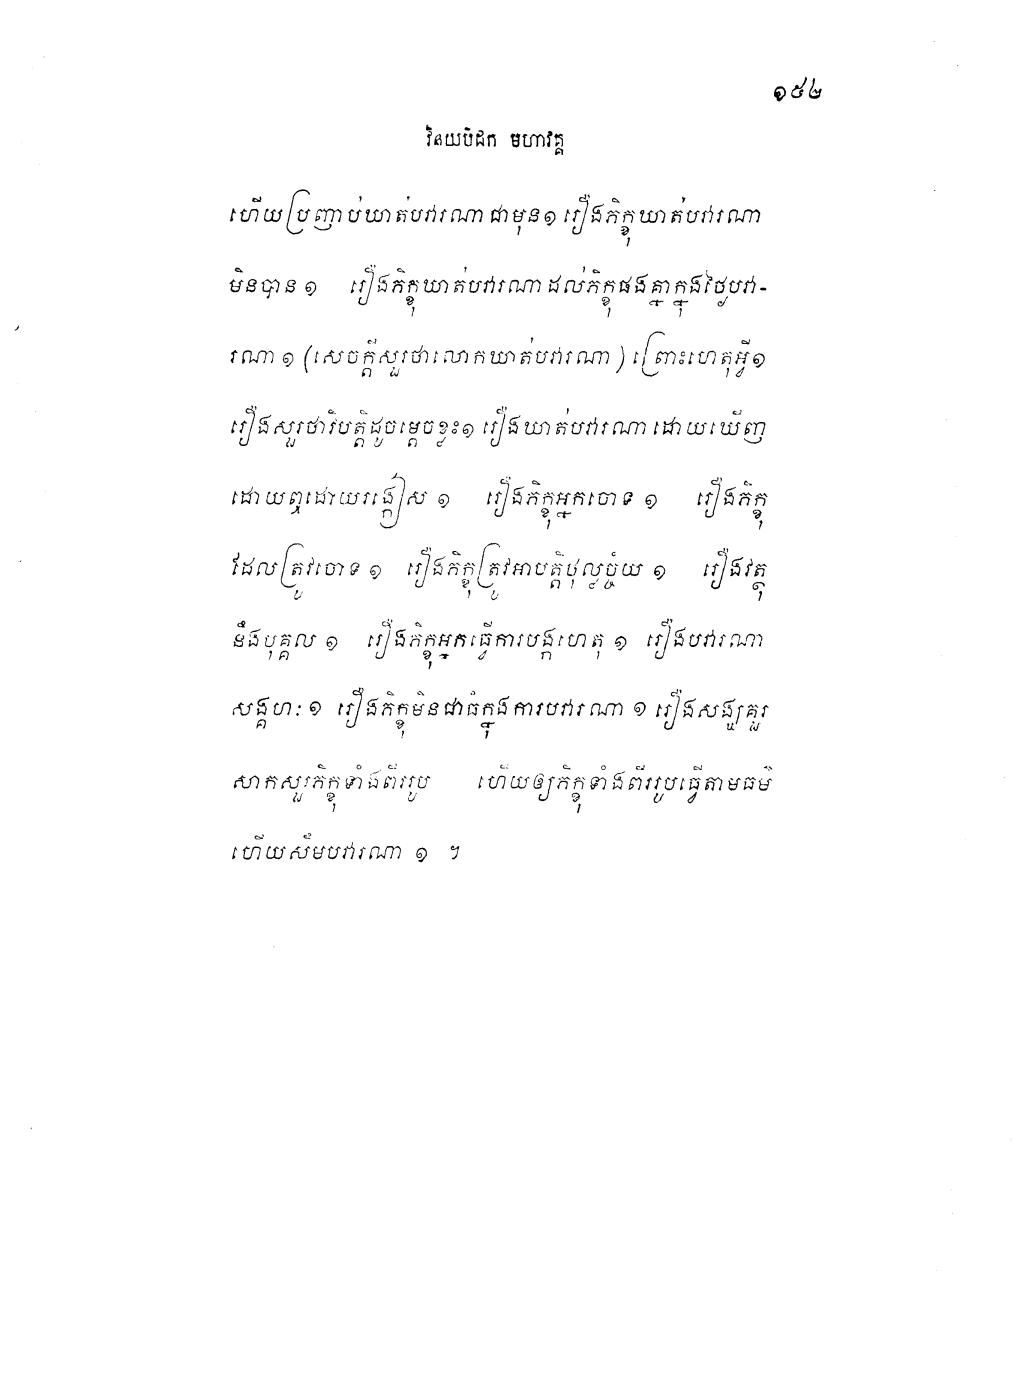 ១៥៤
វិនយបិដក មហាវគ្គ
ហើយប្រញាប់ឃាត់បវារណាជាមុន១ រឿងភិក្ខុឃាត់បវារណា
មិនបាន ១ រឿងភិក្ខុឃាត់បវារណាដល់ភិក្ខុផងគ្នាក្នុងថ្ងៃបវា-
រណា ១ (សេចក្តីសួរថាលោកឃាត់បវារណា) ព្រោះហេតុអ្វី១
រឿងសួរថាវិបត្តិដូចម្តេចខ្លះ១ រឿងឃាត់បវារណាដោយឃើញ
ដោយឮដោយរង្កៀស ១ រឿងភិក្ខុអ្នកចោទ ១ រឿងភិក្ខុ
ដែលត្រូវចោទ ១ រឿងភិក្ខុត្រូវអាបត្តិថុល្លច្ច័យ ១ រឿងវត្ថុ
នឹងបុគ្គល ១ រឿងភិក្ខុអ្នកធ្វើការបង្កហេតុ ១ រឿងបវារណា
សង្គហៈ ១ រឿងភិក្ខុមិនជាធំក្នុងការបវារណា ១ រឿងសង្ឃគួរ
សាកសួរភិក្ខុទាំងពីររូប ហើយឲ្យភិក្ខុទាំងពីររូបធ្វើតាមធម៌
ហើយសឹមបវារណា ១ ។